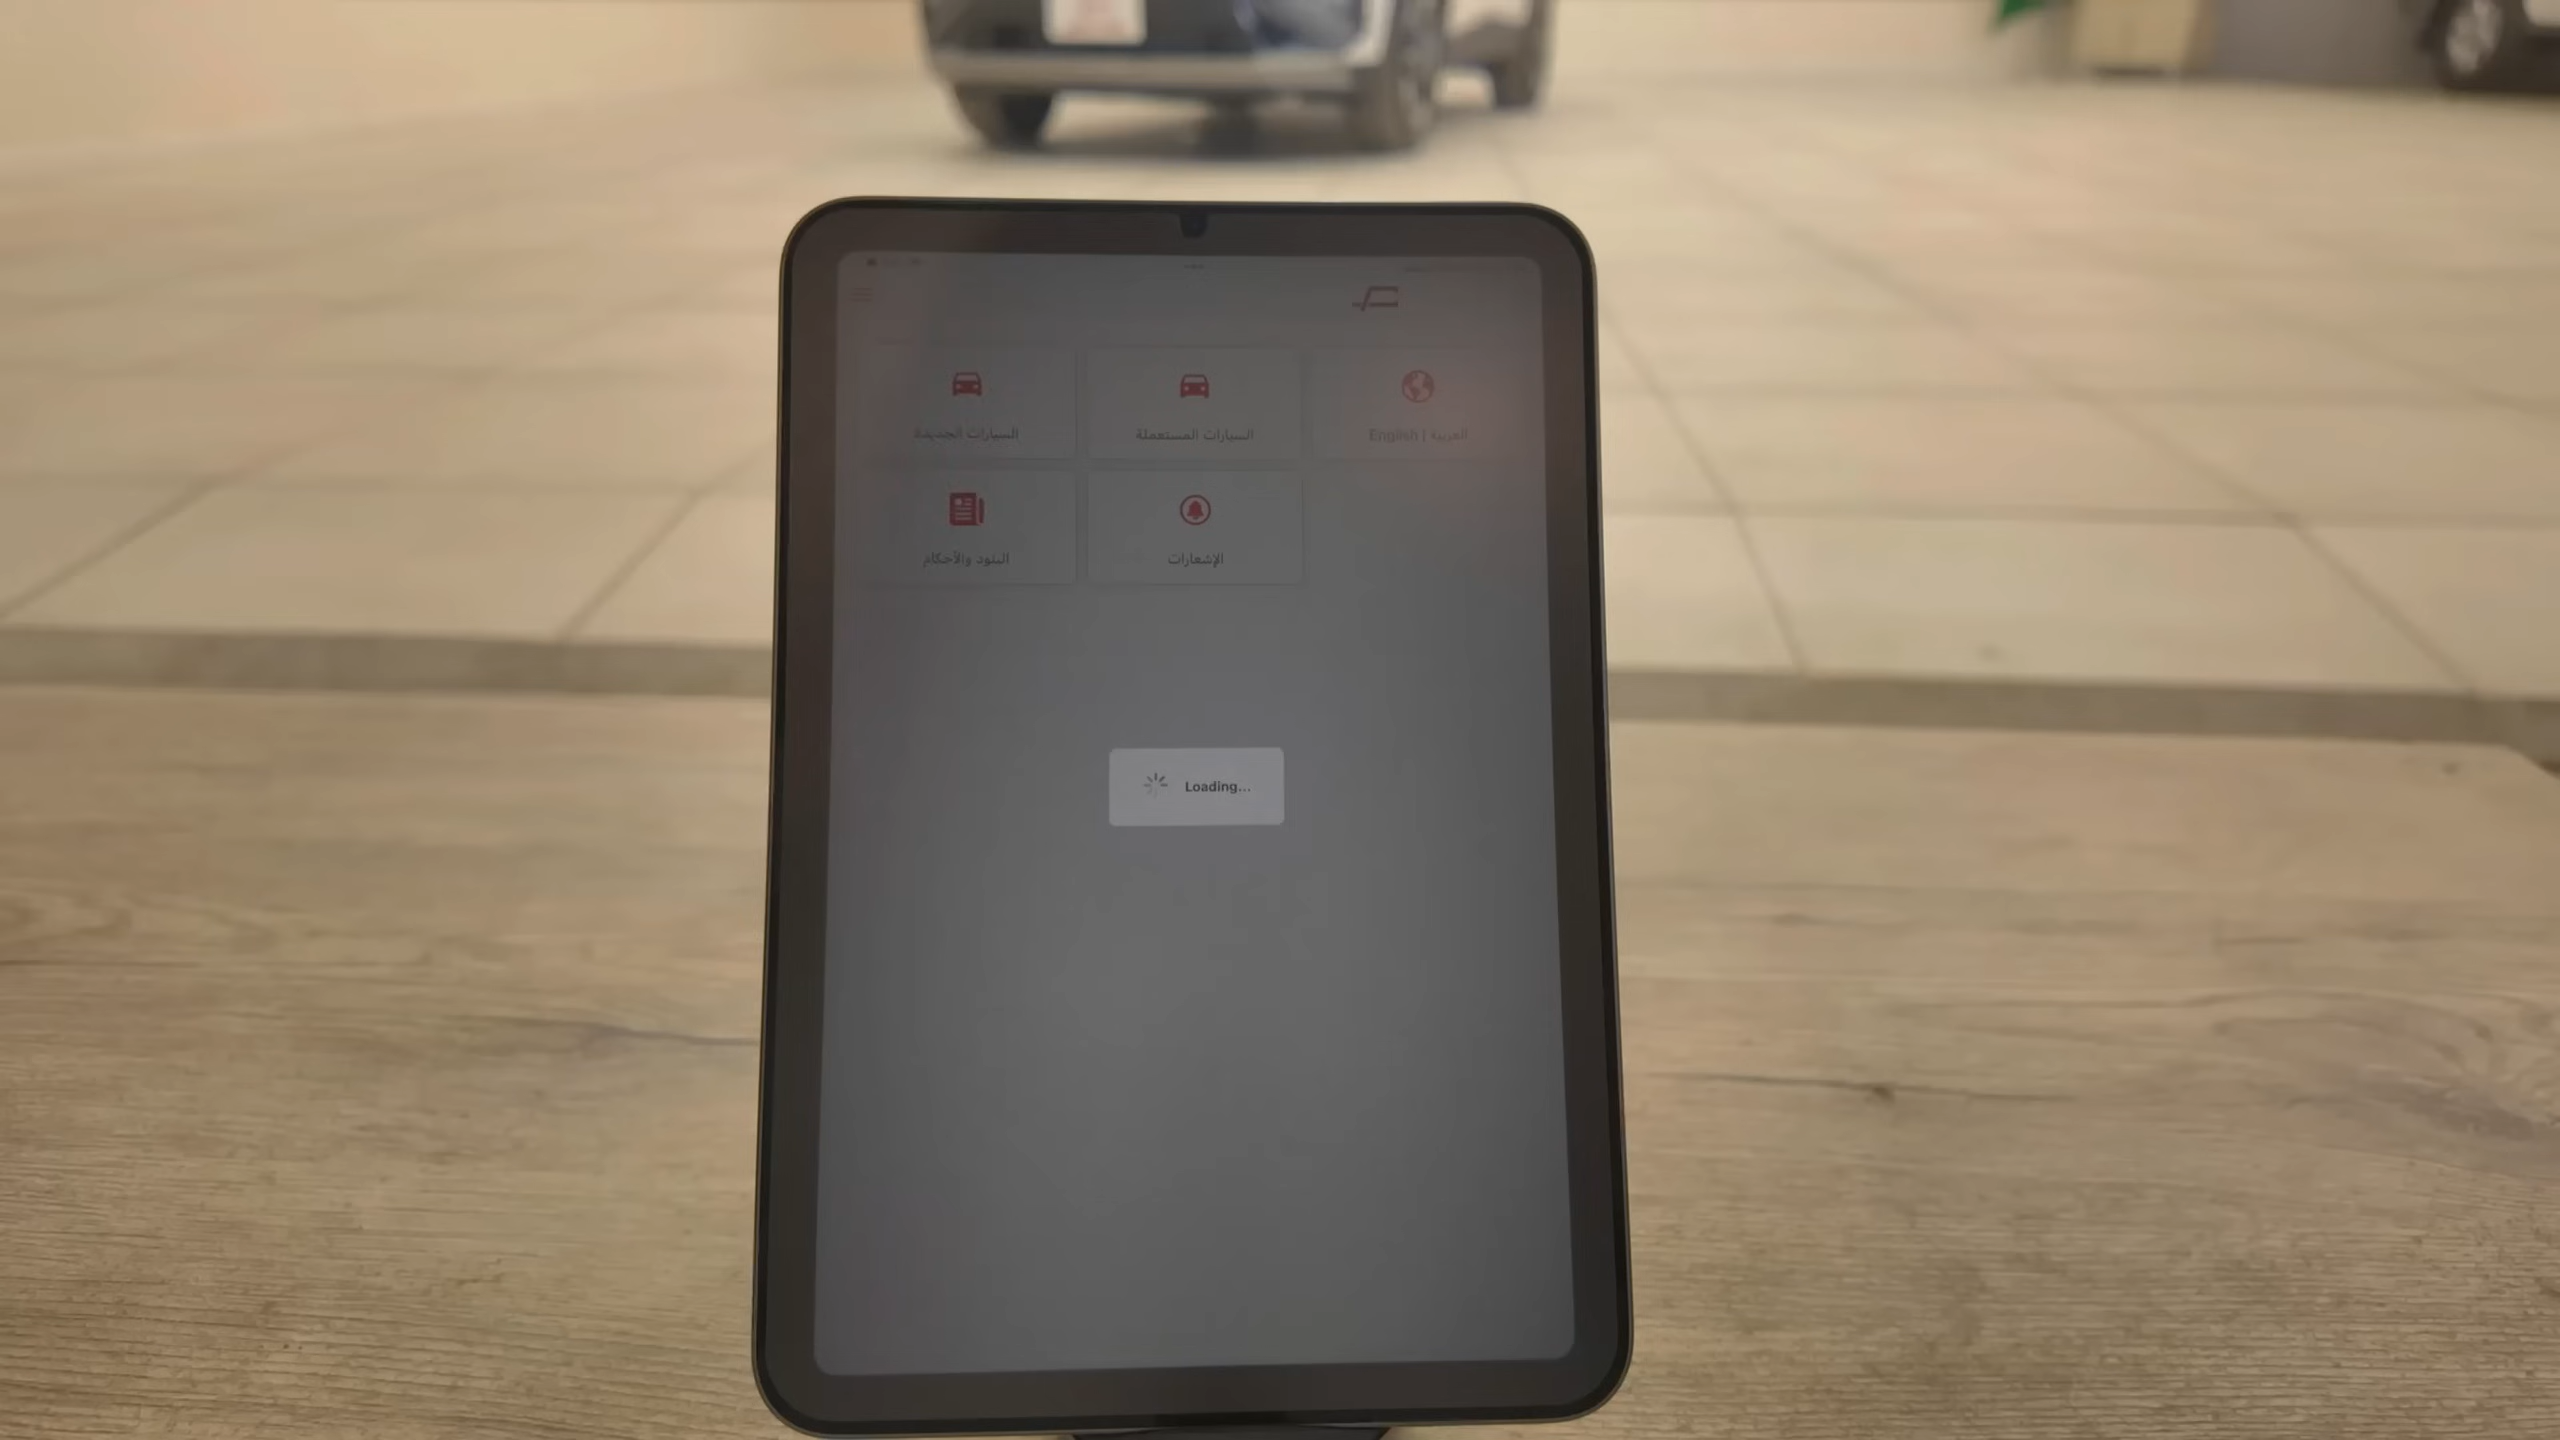 السيارات الجديدة
السيارات المستعملة
English | العربية
البنود والأحكام
الإشعارات
Loading...